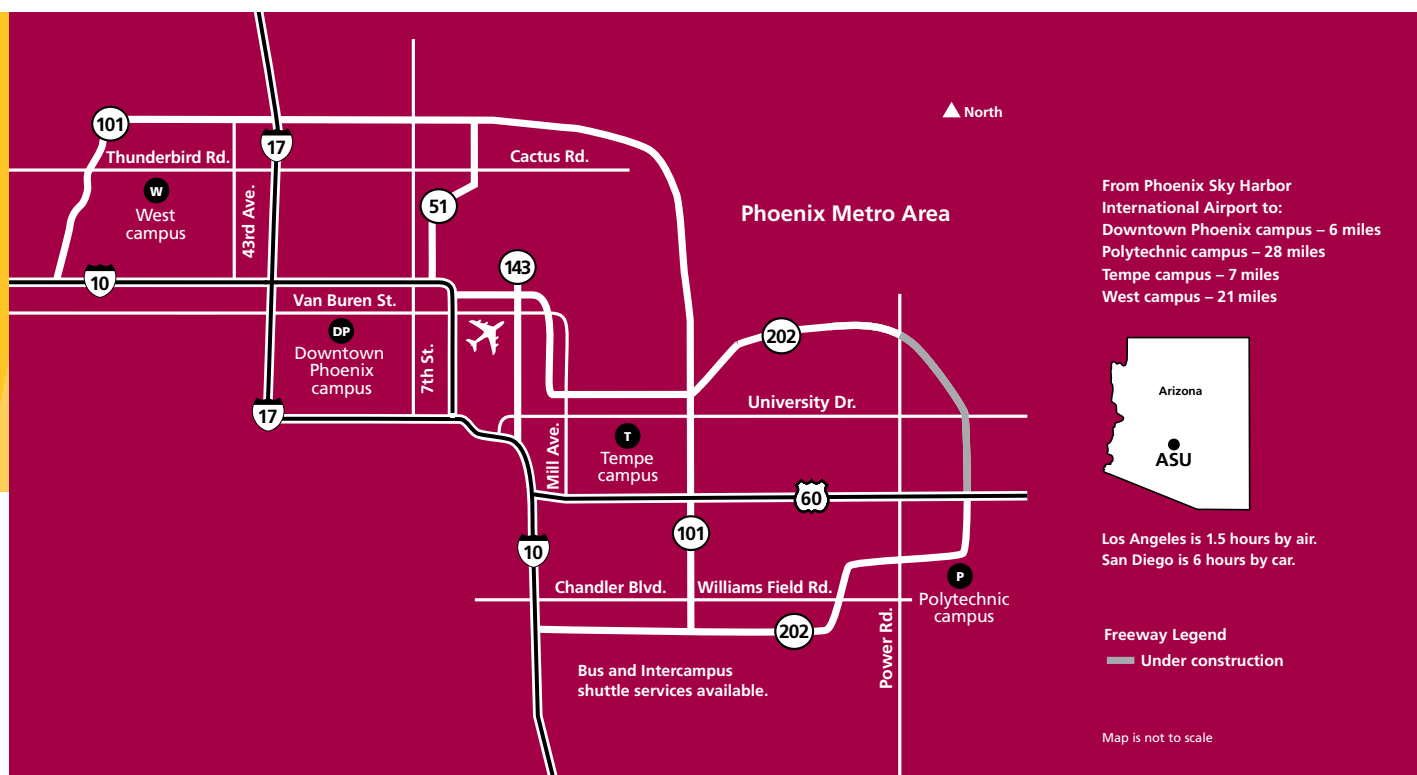 North
101
17
Thunderbird Rd.
Cactus Rd.
W
West
campus
43rd Ave.
51
Phoenix Metro Area
143
10
Van Buren St.
DP
Downtown
Phoenix
campus
7th St.
202
17
University Dr.
Mill Ave.
T
Tempe
campus
60
101
10
Chandler Blvd.
Williams Field Rd.
P
Polytechnic
campus
202
Power Rd.
Bus and Intercampus
shuttle services available.
From Phoenix Sky Harbor
International Airport to:
Downtown Phoenix campus – 6 miles
Polytechnic campus – 28 miles
Tempe campus – 7 miles
West campus – 21 miles
Arizona
ASU
Los Angeles is 1.5 hours by air.
San Diego is 6 hours by car.
Freeway Legend
Under construction
Map is not to scale